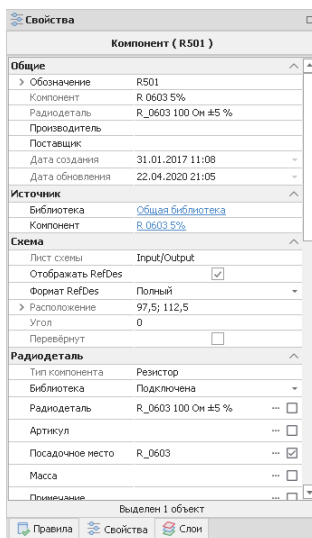 Свойства
Компонент ( R501 )
Общие
Обозначение R501
Компонент R 0603 5%
Радиодеталь R_0603 100 Ом ±5 %
Производитель
Поставщик
Дата создания 31.01.2017 11:08
Дата обновления 22.04.2020 21:05
Источник
Библиотека Общая библиотека
Компонент R 0603 5%
Схема
Лист схемы Input/Output
Отображать RefDes
Формат RefDes Полный
Расположение 97,5; 112,5
Угол 0
Перевёрнут
Радиодеталь
Тип компонента Резистор
Библиотека Подключена
Радиодеталь R_0603 100 Ом ±5 % ...
Артикул ...
Посадочное место R_0603 ...
Масса ...
Примечание ...
Выделен 1 объект
Правила Свойства Слои